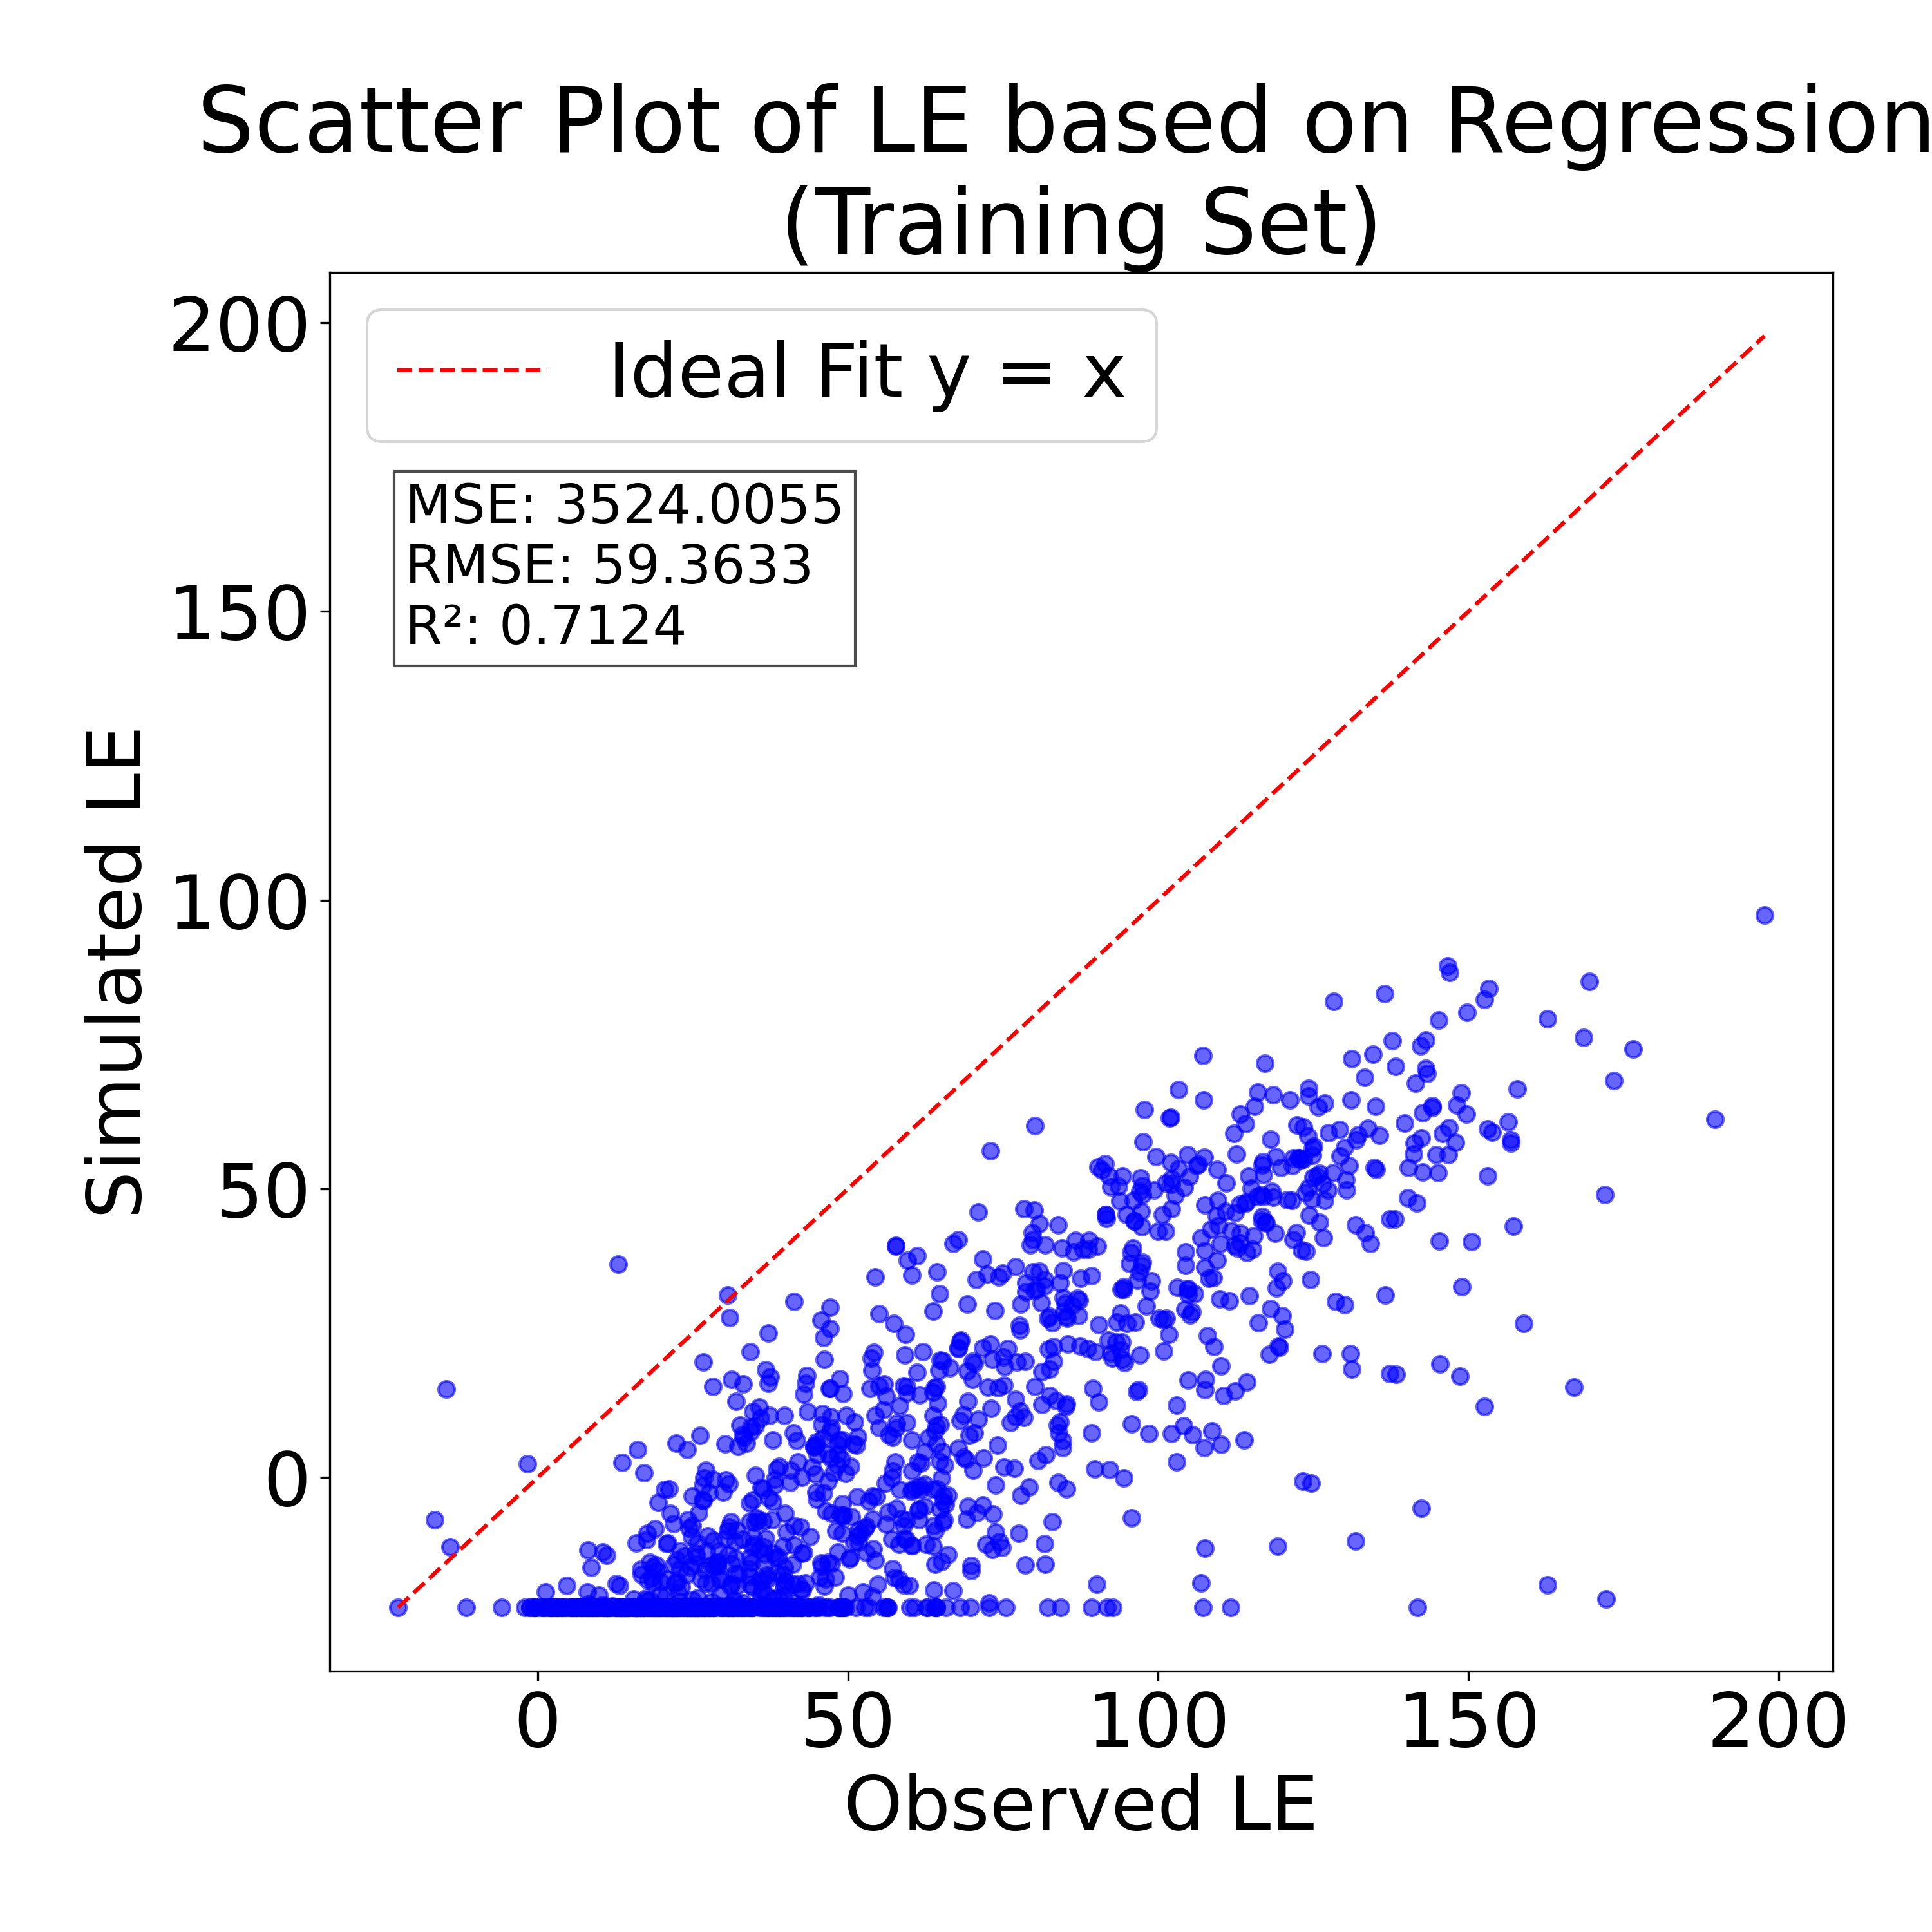 Scatter Plot of LE based on Regression
(Training Set)
Ideal Fit y = x
MSE: 3524.0055
RMSE: 59.3633
R²: 0.7124
Simulated LE
200
150
100
50
0
0 50 100 150 200
Observed LE